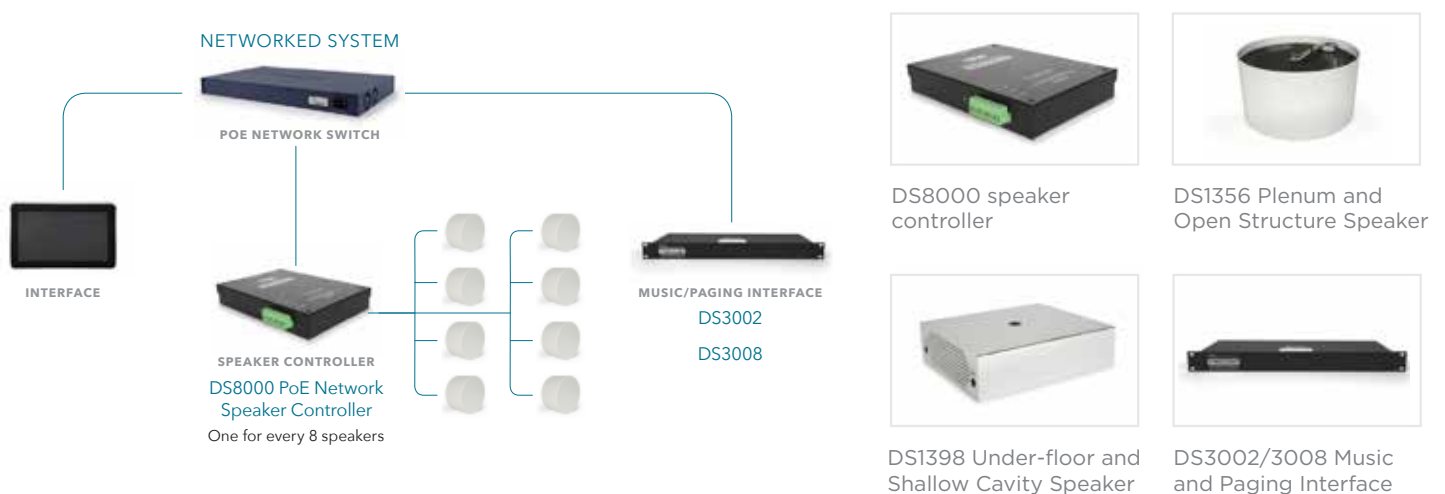 NETWORKED SYSTEM
POE NETWORK SWITCH
INTERFACE
SPEAKER CONTROLLER
DS8000 PoE Network
Speaker Controller
One for every 8 speakers
MUSIC/PAGING INTERFACE
DS3002
DS3008
DS8000 speaker
controller
DS1356 Plenum and
Open Structure Speaker
DS1398 Under-floor and
Shallow Cavity Speaker
DS3002/3008 Music
and Paging Interface